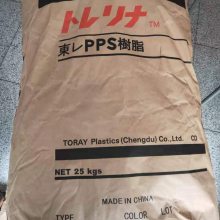 トレリナ™
東レPPS樹脂
TORAY Plastics (Chengdu) Co., Ltd. CO
NET 25 kgs
MADE IN CHINA
TYPE COLOR LOT